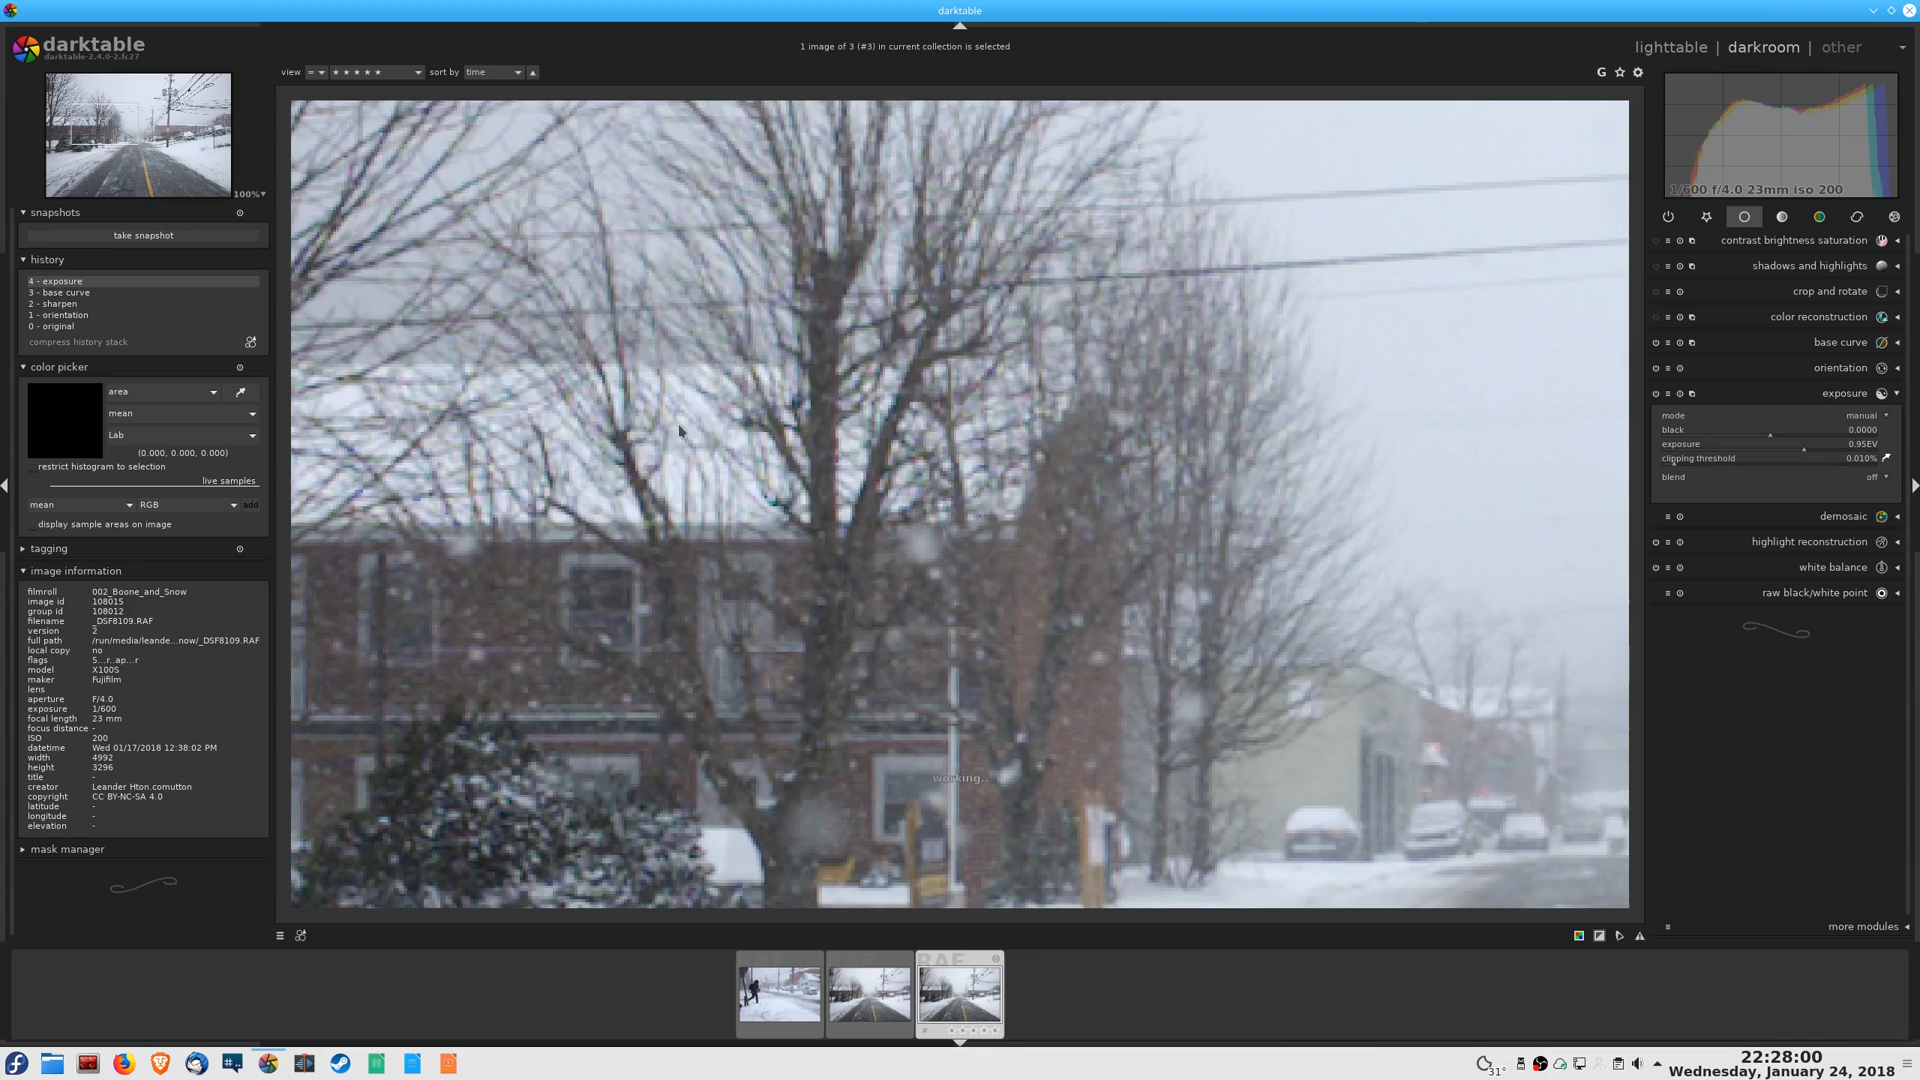 darktable
darktable
darktable-2.4.0-2.fc27
1 image of 3 (#3) in current collection is selected
lighttable | darkroom | other
view = ★ ★ ★ ★ ★ sort by time
G
100%
1/600 f/4.0 23mm iso 200
snapshots
take snapshot
history
4 - exposure
3 - base curve
2 - sharpen
1 - orientation
0 - original
compress history stack
color picker
area
mean
Lab
(0.000, 0.000, 0.000)
restrict histogram to selection
live samples
mean RGB add
display sample areas on image
tagging
image information
filmroll 002_Boone_and_Snow
image id 108015
group id 108012
filename _DSF8109.RAF
version 2
full path /run/media/leande...now/_DSF8109.RAF
local copy no
flags 5...r..ap...r
model X100S
maker Fujifilm
lens
aperture F/4.0
exposure 1/600
focal length 23 mm
focus distance -
ISO 200
datetime Wed 01/17/2018 12:38:02 PM
width 4992
height 3296
title -
creator Leander Hton.comutton
copyright CC BY-NC-SA 4.0
latitude -
longitude -
elevation -
mask manager
working..
contrast brightness saturation
shadows and highlights
crop and rotate
color reconstruction
base curve
orientation
exposure
mode manual
black 0.0000
exposure 0.95EV
clipping threshold 0.010%
blend off
demosaic
highlight reconstruction
white balance
raw black/white point
more modules
RAF
31°
22:28:00
Wednesday, January 24, 2018